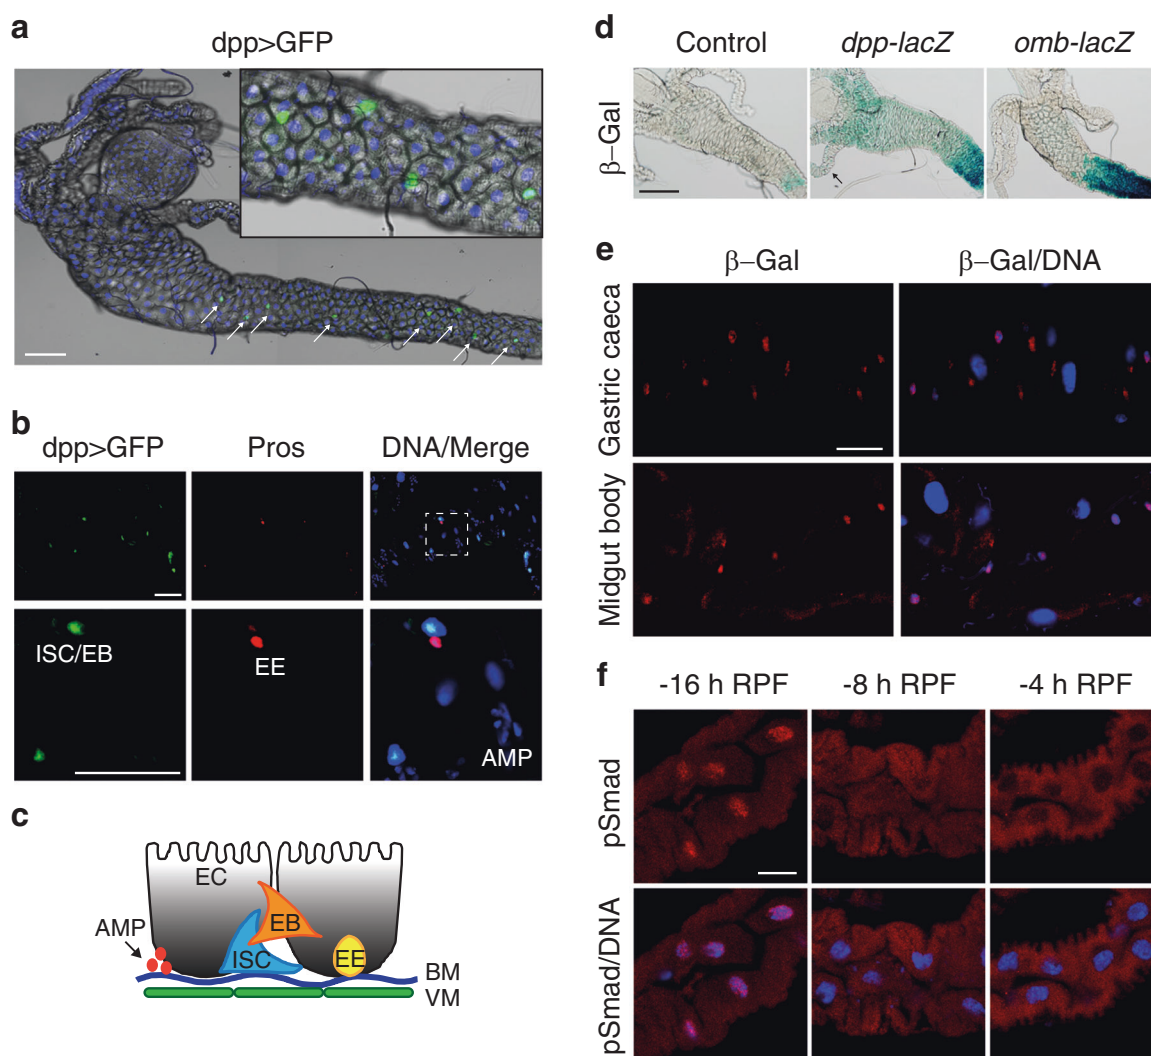 a
dpp>GFP
b
dpp>GFP Pros DNA/Merge
ISC/EB
EE
AMP
c
EC
EB
AMP
ISC
EE
BM
VM
d
Control dpp-lacZ omb-lacZ
β–Gal
e
β–Gal β–Gal/DNA
Gastric caeca
Midgut body
f
-16 h RPF -8 h RPF -4 h RPF
pSmad
pSmad/DNA